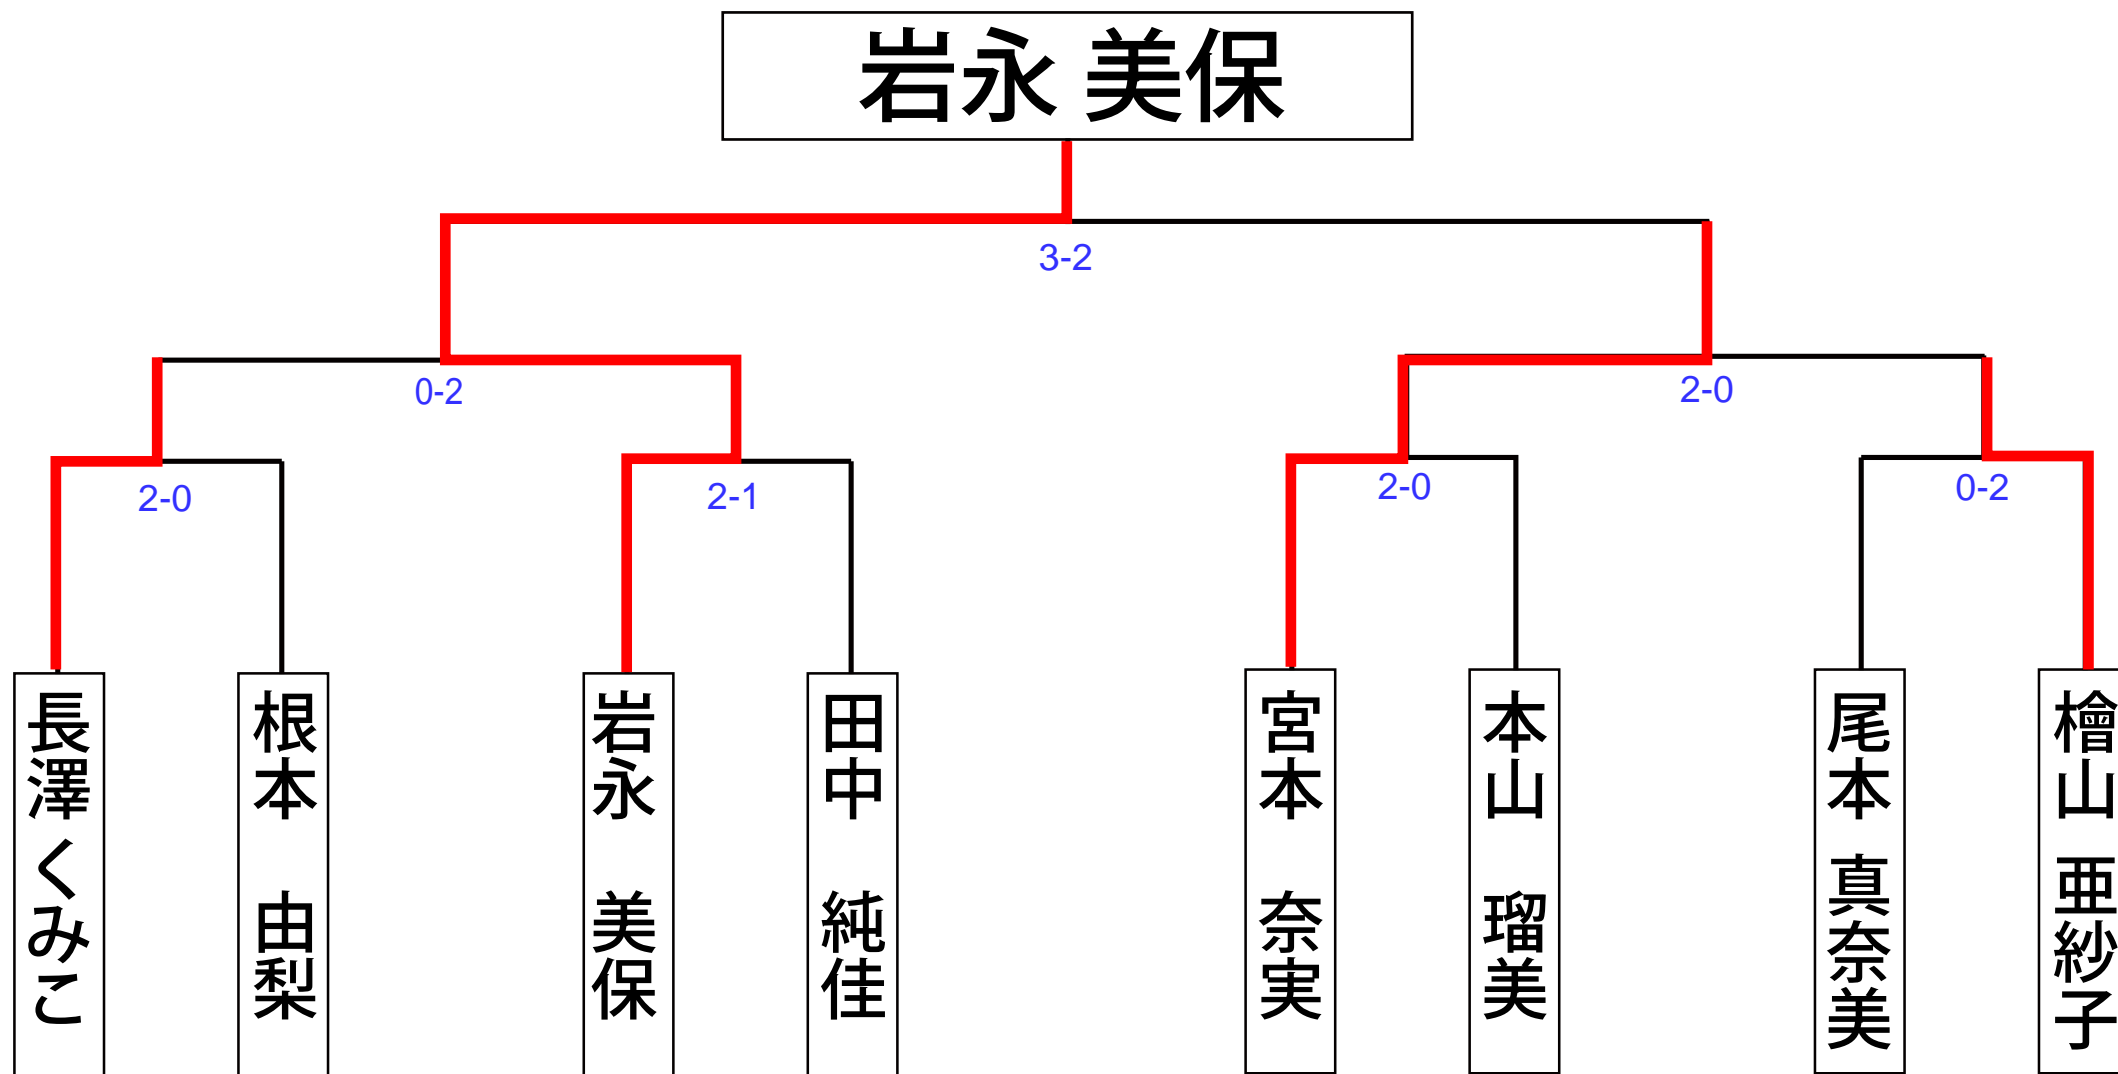 岩永 美保
3-2
0-2
2-0
2-0
2-1
2-0
0-2
長澤 くみこ
根本 由梨
岩永 美保
田中 純佳
宮本 奈実
本山 瑠美
尾本 真奈美
檜山 亜紗子